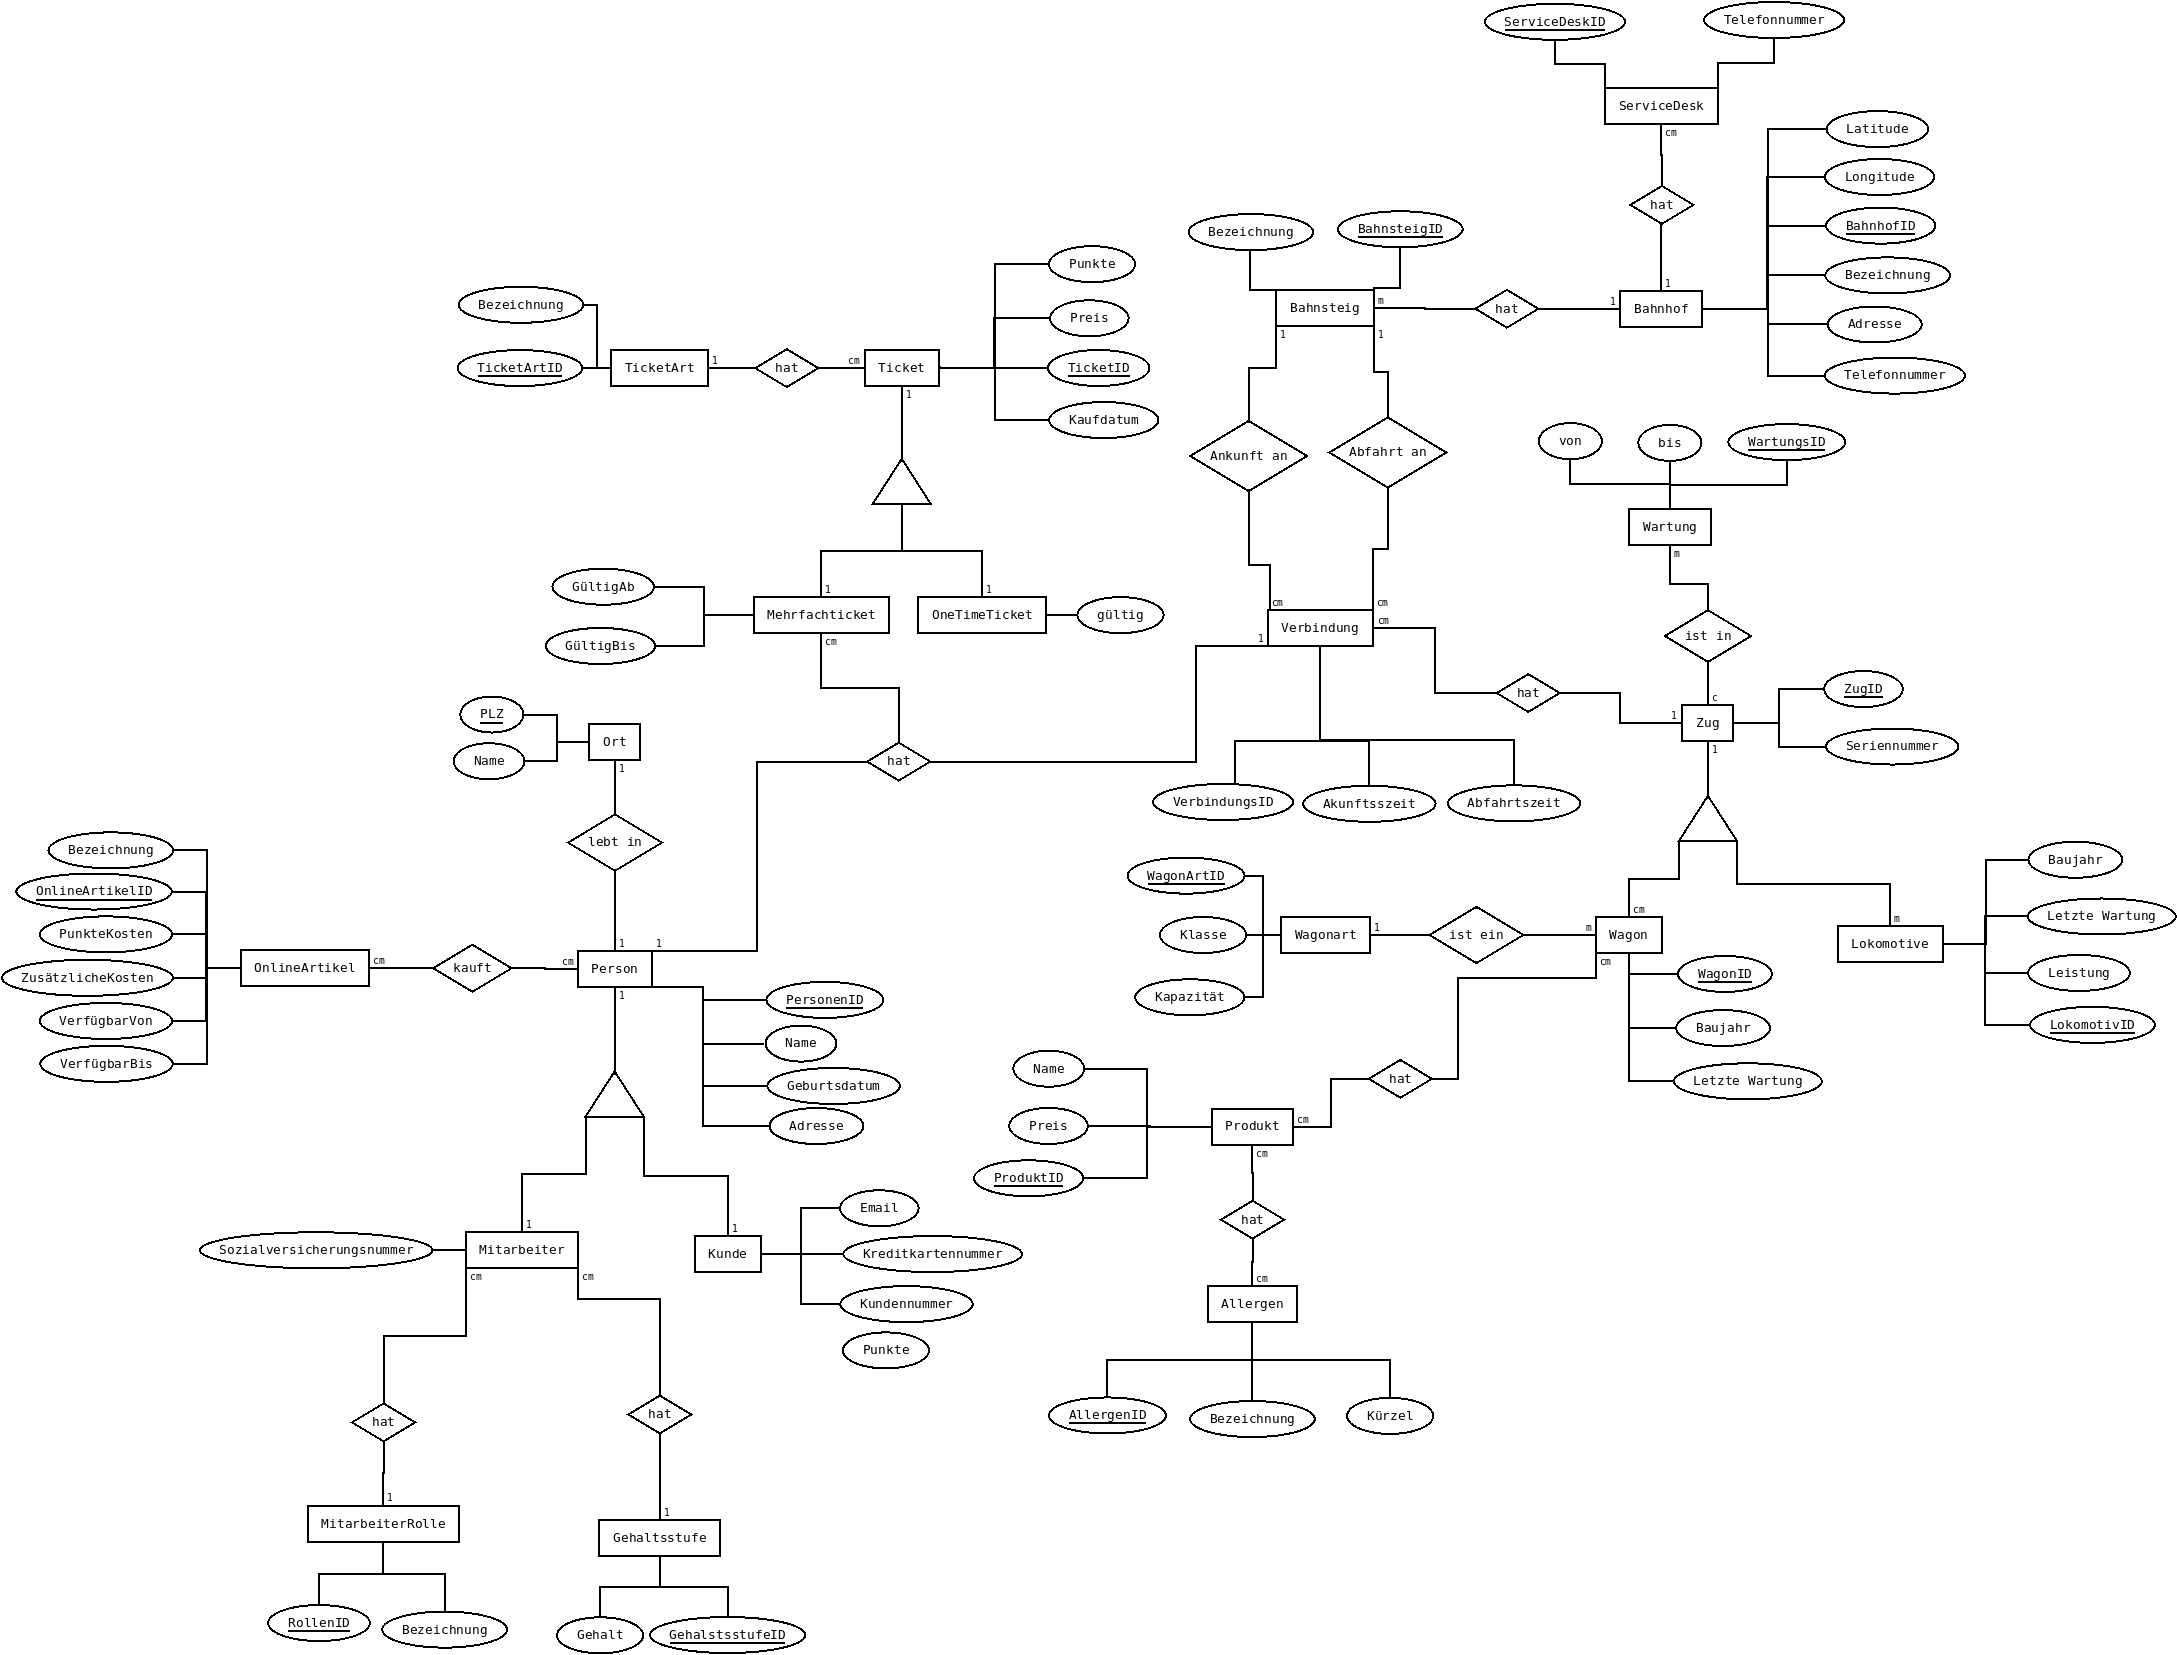 ServiceDeskID
Telefonnummer
ServiceDesk
cm
hat
1
Latitude
Longitude
BahnhofID
Bezeichnung
Adresse
Telefonnummer
Bahnhof
1
hat
m
Bezeichnung
BahnsteigID
Bahnsteig
1
1
Ankunft an
Abfahrt an
cm
cm
Verbindung
cm
1
hat
1
VerbindungsID
Akunftsszeit
Abfahrtszeit
von
bis
WartungsID
Wartung
m
ist in
c
Zug
ZugID
Seriennummer
1
Punkte
Preis
TicketID
Kaufdatum
Ticket
cm
hat
1
TicketArt
Bezeichnung
TicketArtID
1
1
1
GültigAb
GültigBis
Mehrfachticket
OneTimeTicket
gültig
cm
hat
PLZ
Name
Ort
1
lebt in
1
1
Bezeichnung
OnlineArtikelID
PunkteKosten
ZusätzlicheKosten
VerfügbarVon
VerfügbarBis
OnlineArtikel
cm
kauft
cm
Person
1
PersonenID
Name
Geburtsdatum
Adresse
WagonArtID
Klasse
Kapazität
Wagonart
1
ist ein
m
Wagon
cm
cm
WagonID
Baujahr
Letzte Wartung
m
Lokomotive
Baujahr
Letzte Wartung
Leistung
LokomotivID
hat
Name
Preis
ProduktID
Produkt
cm
cm
hat
cm
Allergen
AllergenID
Bezeichnung
Kürzel
1
1
Sozialversicherungsnummer
Mitarbeiter
Kunde
Email
Kreditkartennummer
Kundennummer
Punkte
cm
cm
hat
hat
1
1
MitarbeiterRolle
Gehaltsstufe
RollenID
Bezeichnung
Gehalt
GehalstsstufeID